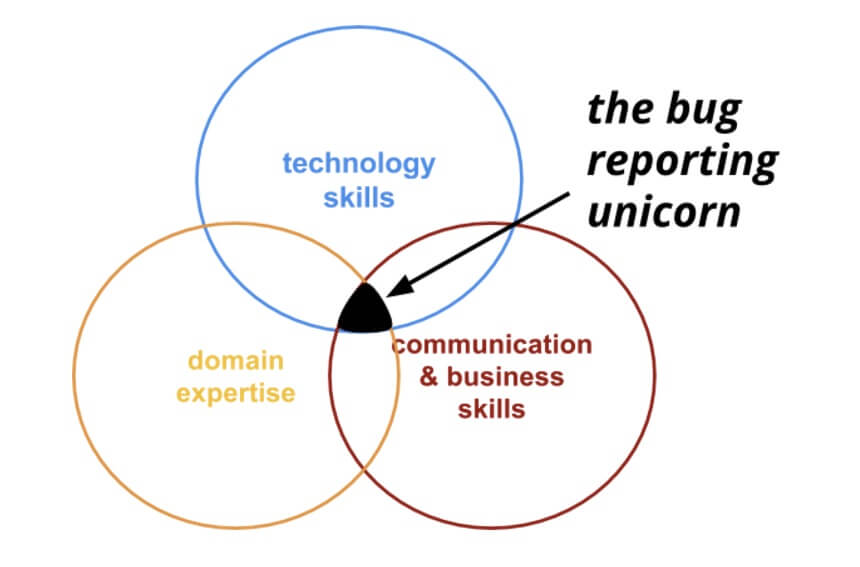 the bug
reporting
unicorn
technology
skills
domain
expertise
communication
& business
skills